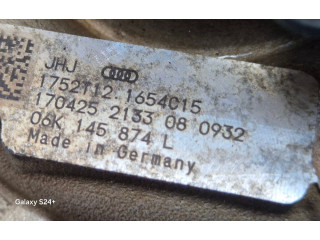 JHJ
1752T12.1654015
170425 2133 08 0932
06K 145 874 L
Made in Germany
Galaxy S24+